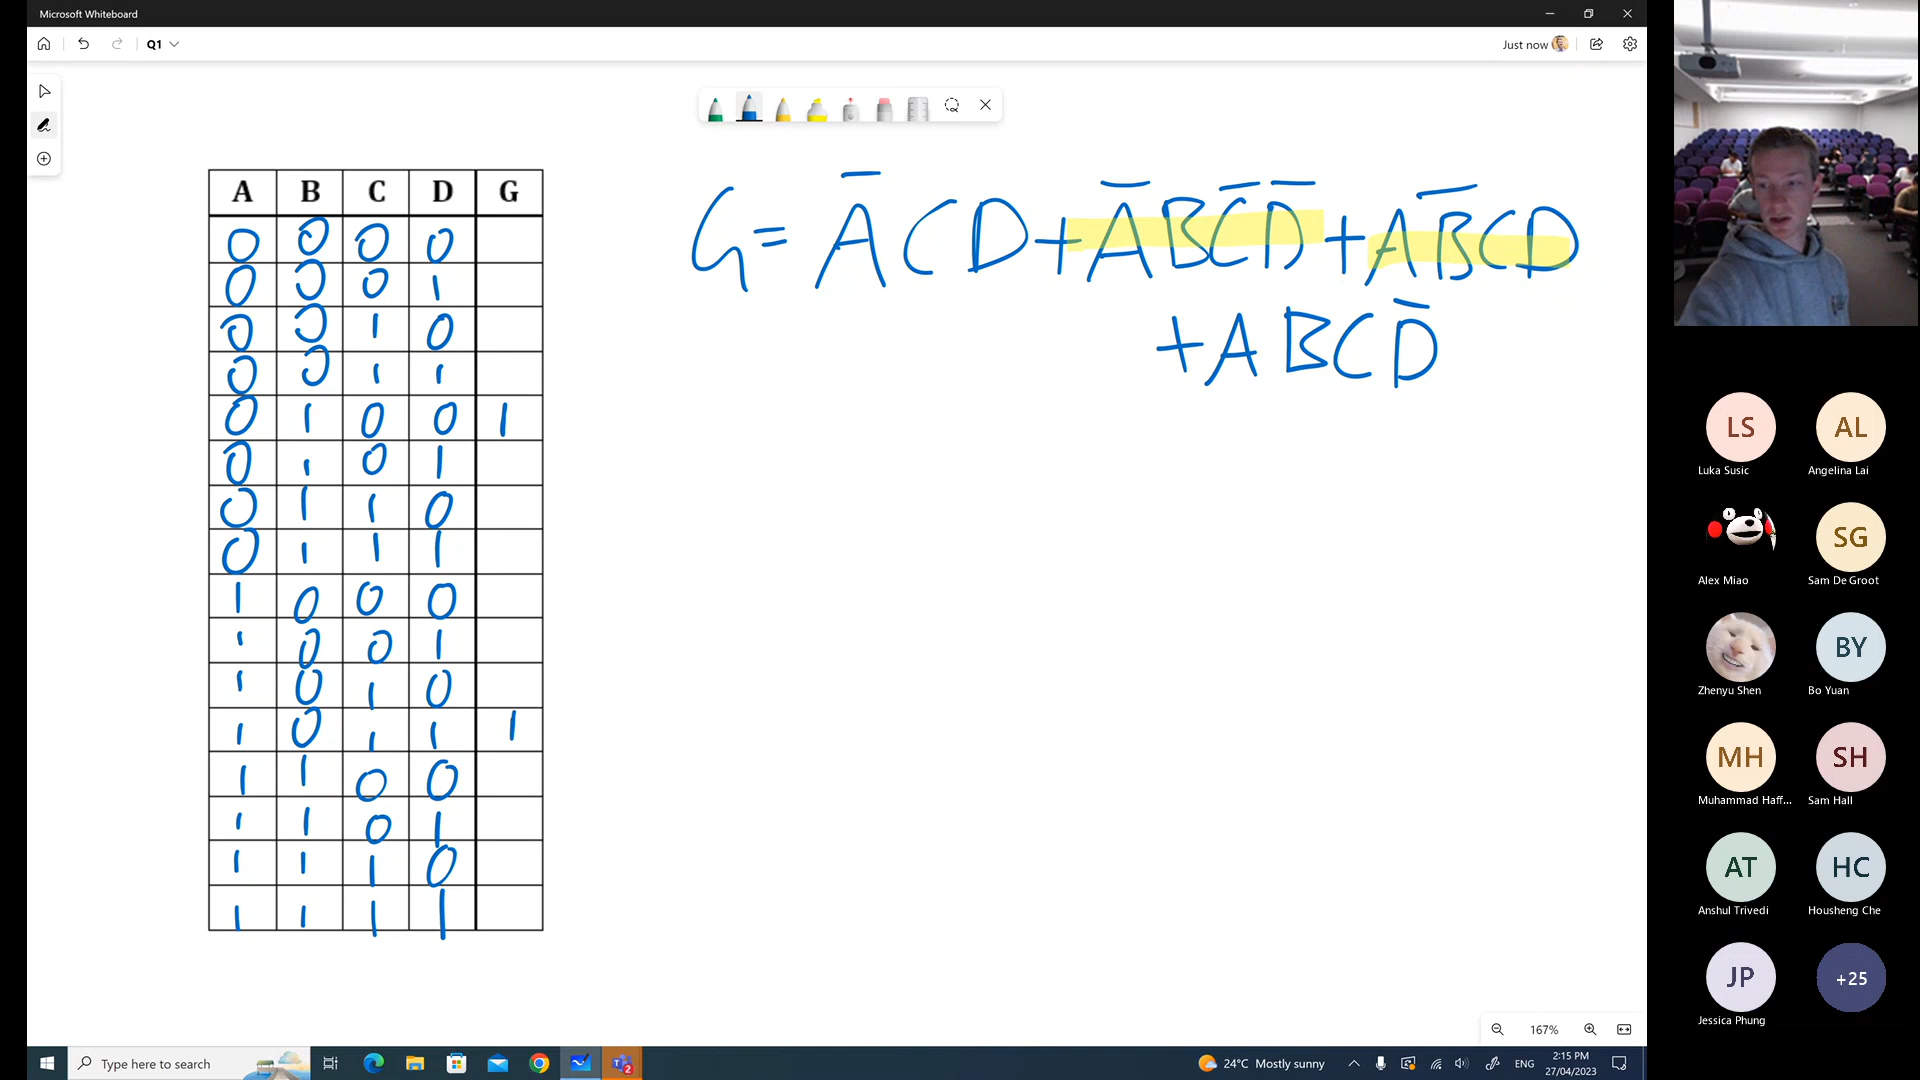 Microsoft Whiteboard
Q1
Just now
A B C D G
0 0 0 0
0 0 0 1
0 0 1 0
0 0 1 1
0 1 0 0 1
0 1 0 1
0 1 1 0
0 1 1 1
1 0 0 0
1 0 0 1
1 0 1 0
1 0 1 1 1
1 1 0 0
1 1 0 1
1 1 1 0
1 1 1 1
G = A̅CD + A̅BC̅D̅ + AB̅CD
+ ABCD̅
LS AL
Luka Susic Angelina Lai
SG
Alex Miao Sam De Groot
BY
Zhenyu Shen Bo Yuan
MH SH
Muhammad Haff... Sam Hall
AT HC
Anshul Trivedi Housheng Che
JP +25
Jessica Phung
167%
Type here to search
2
24°C Mostly sunny
ENG
2:15 PM
27/04/2023